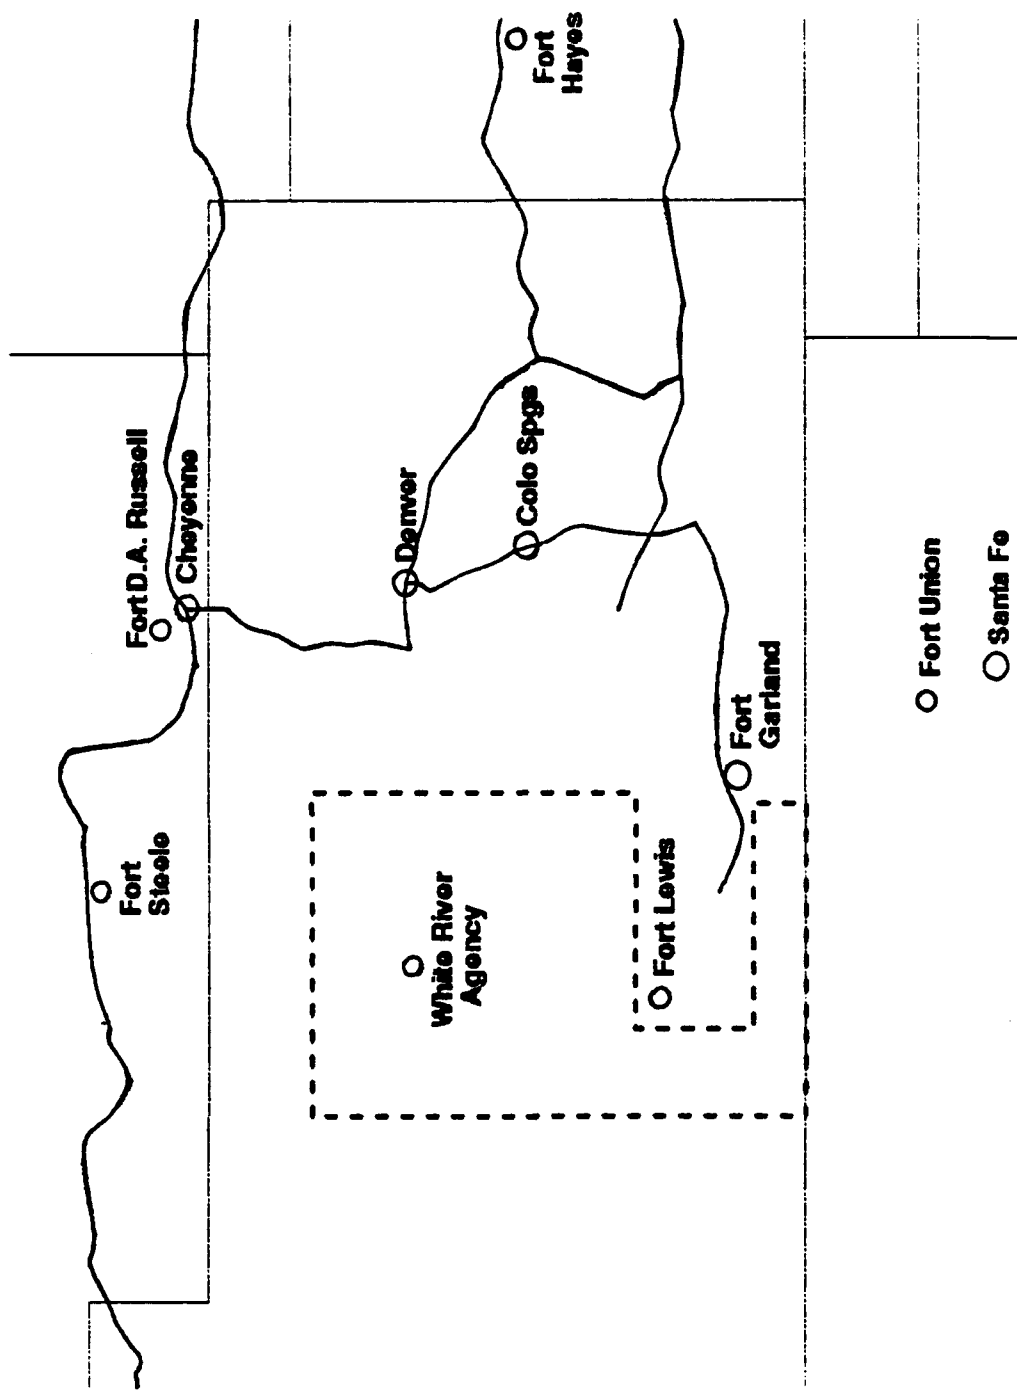 Fort
Steele
Fort D.A. Russell
Cheyenne
White River
Agency
Denver
Colo Spgs
Fort
Hayes
Fort Lewis
Fort
Garland
Fort Union
Santa Fe